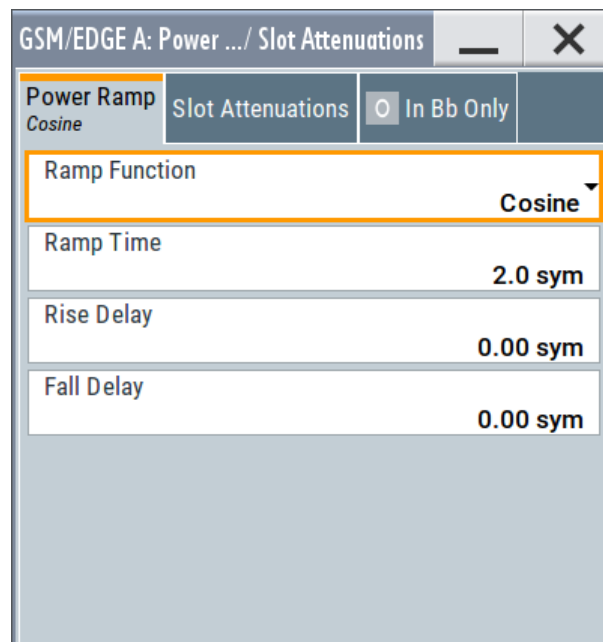 GSM/EDGE A: Power .../ Slot Attenuations
Power Ramp
Cosine
Slot Attenuations
O In Bb Only
Ramp Function
Cosine
Ramp Time
2.0 sym
Rise Delay
0.00 sym
Fall Delay
0.00 sym